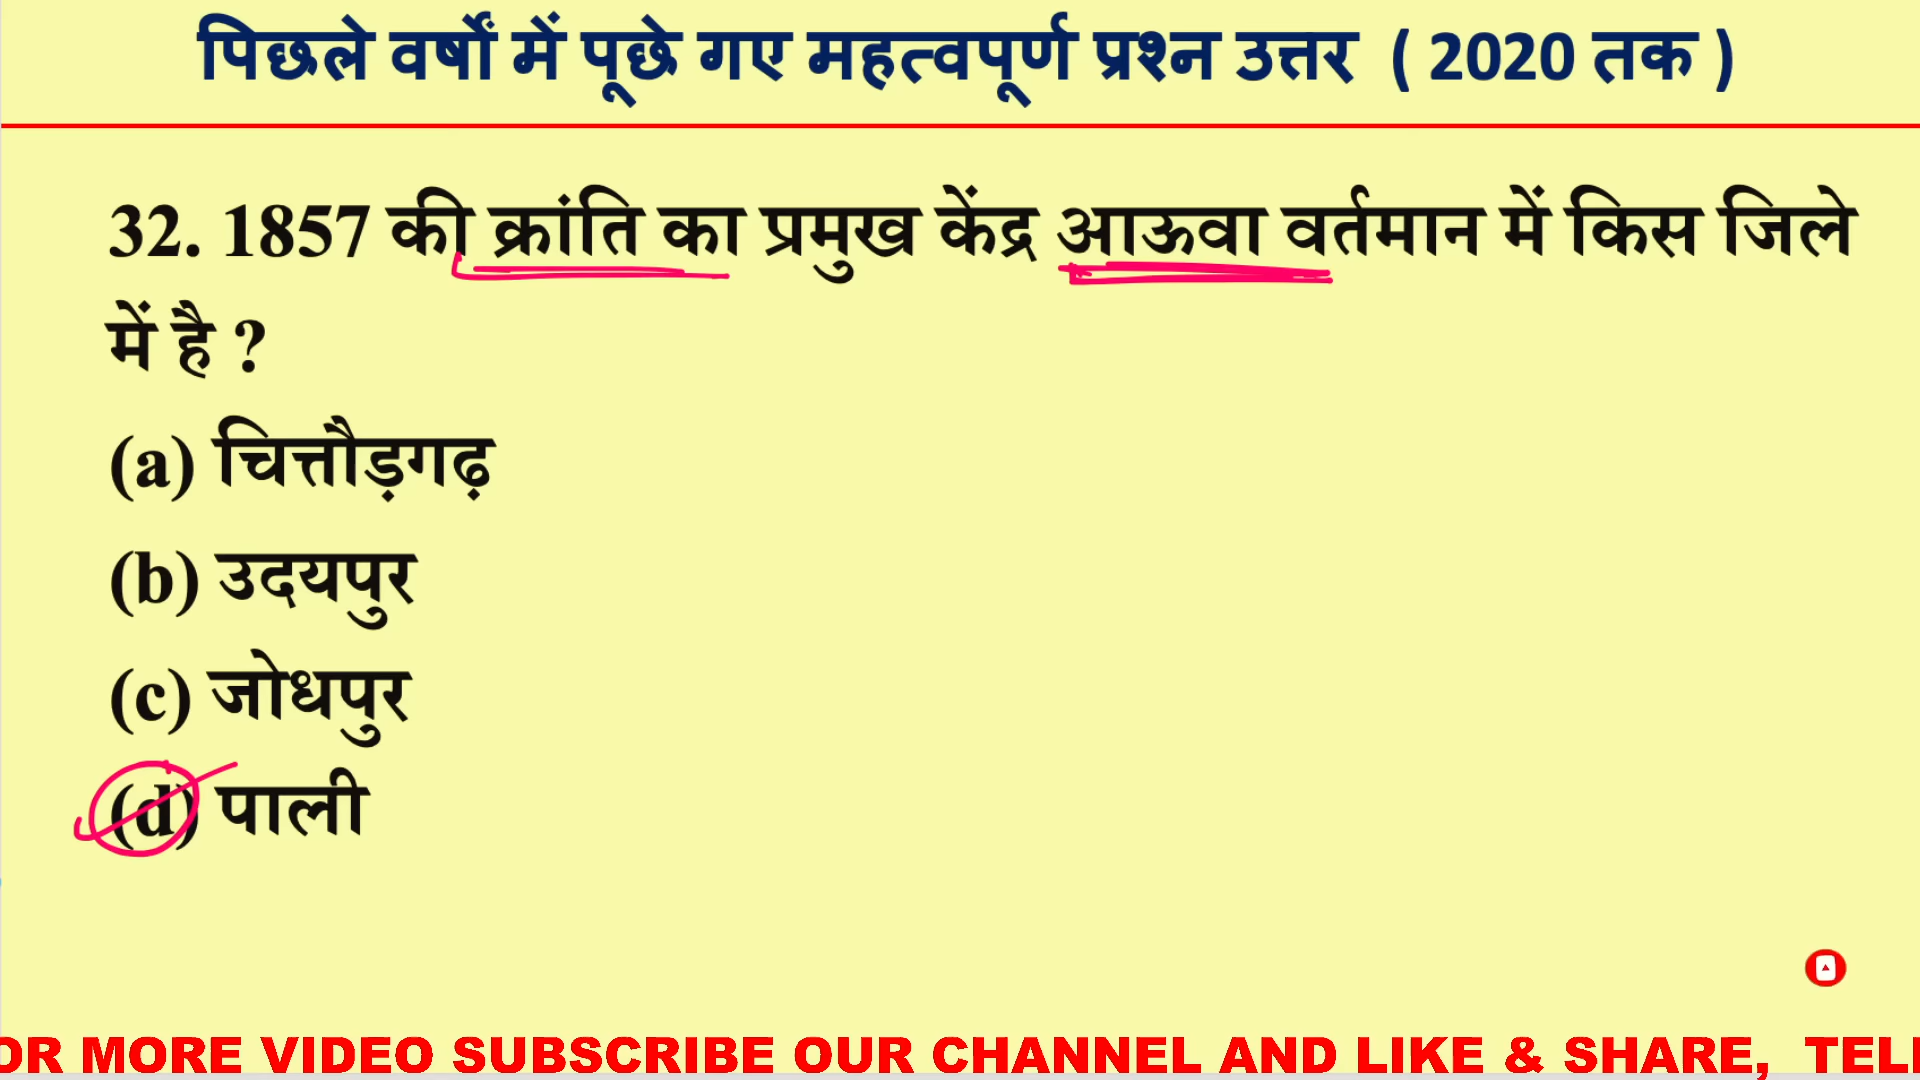 पिछले वर्षों में पूछे गए महत्वपूर्ण प्रश्न उत्तर ( 2020 तक )
32. 1857 की क्रांति का प्रमुख केंद्र आऊवा वर्तमान में किस जिले
में है ?
(a) चित्तौड़गढ़
(b) उदयपुर
(c) जोधपुर
(d) पाली
OR MORE VIDEO SUBSCRIBE OUR CHANNEL AND LIKE & SHARE,